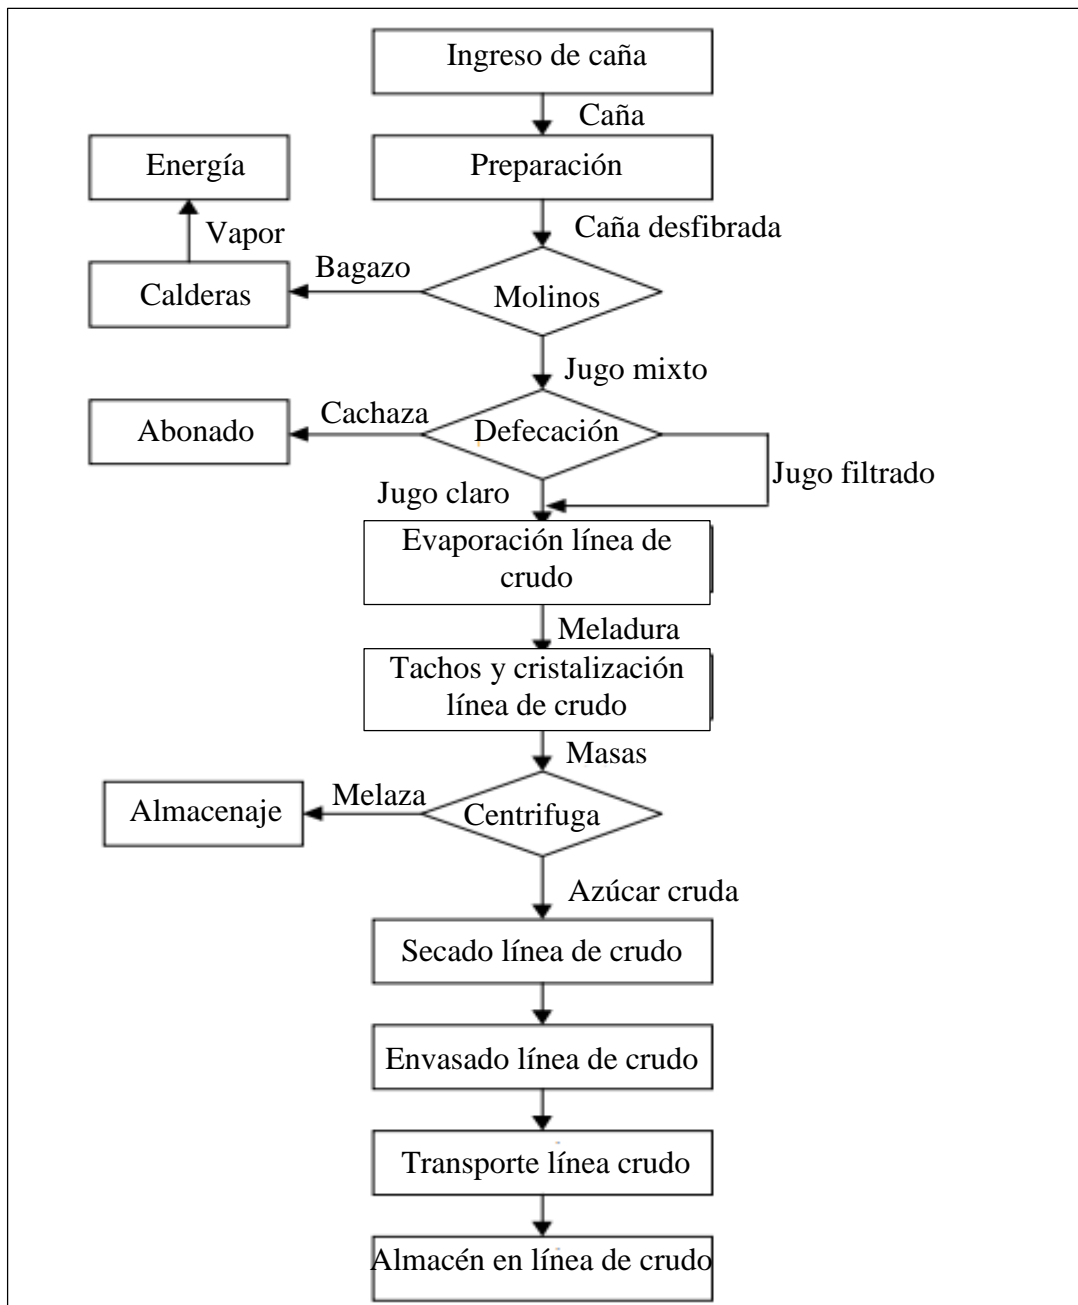 Ingreso de caña
Caña
Energía
Preparación
Vapor
Caña desfibrada
Bagazo
Calderas
Molinos
Jugo mixto
Cachaza
Abonado
Defecación
Jugo filtrado
Jugo claro
Evaporación línea de
crudo
Meladura
Tachos y cristalización
línea de crudo
Masas
Melaza
Almacenaje
Centrifuga
Azúcar cruda
Secado línea de crudo
Envasado línea de crudo
Transporte línea crudo
Almacén en línea de crudo